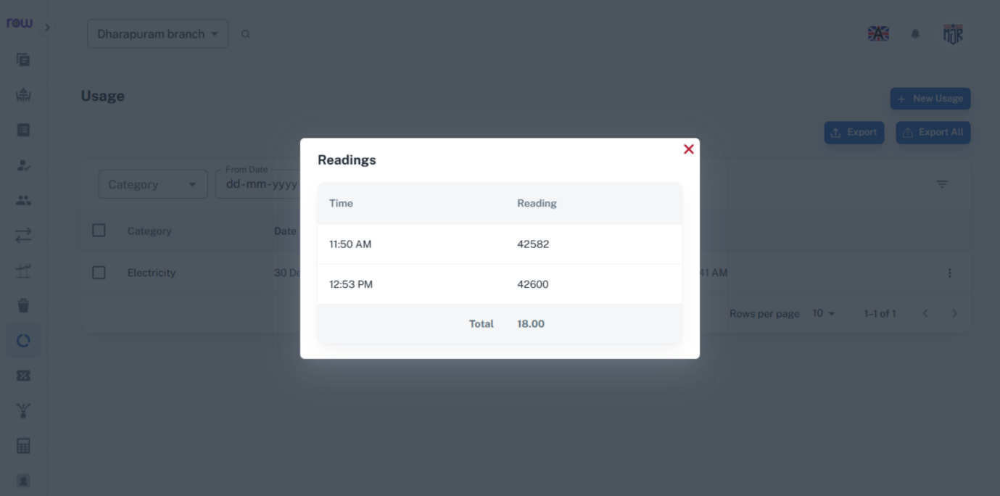 row
Dharapuram branch
A
MJR
Usage
+ New Usage
Export
Export All
Readings
From Date
Category
dd-mm-yyyy
Time Reading
Category Date
11:50 AM 42582
Electricity 30 De 41 AM
12:53 PM 42600
Rows per page 10 1–1 of 1
Total 18.00